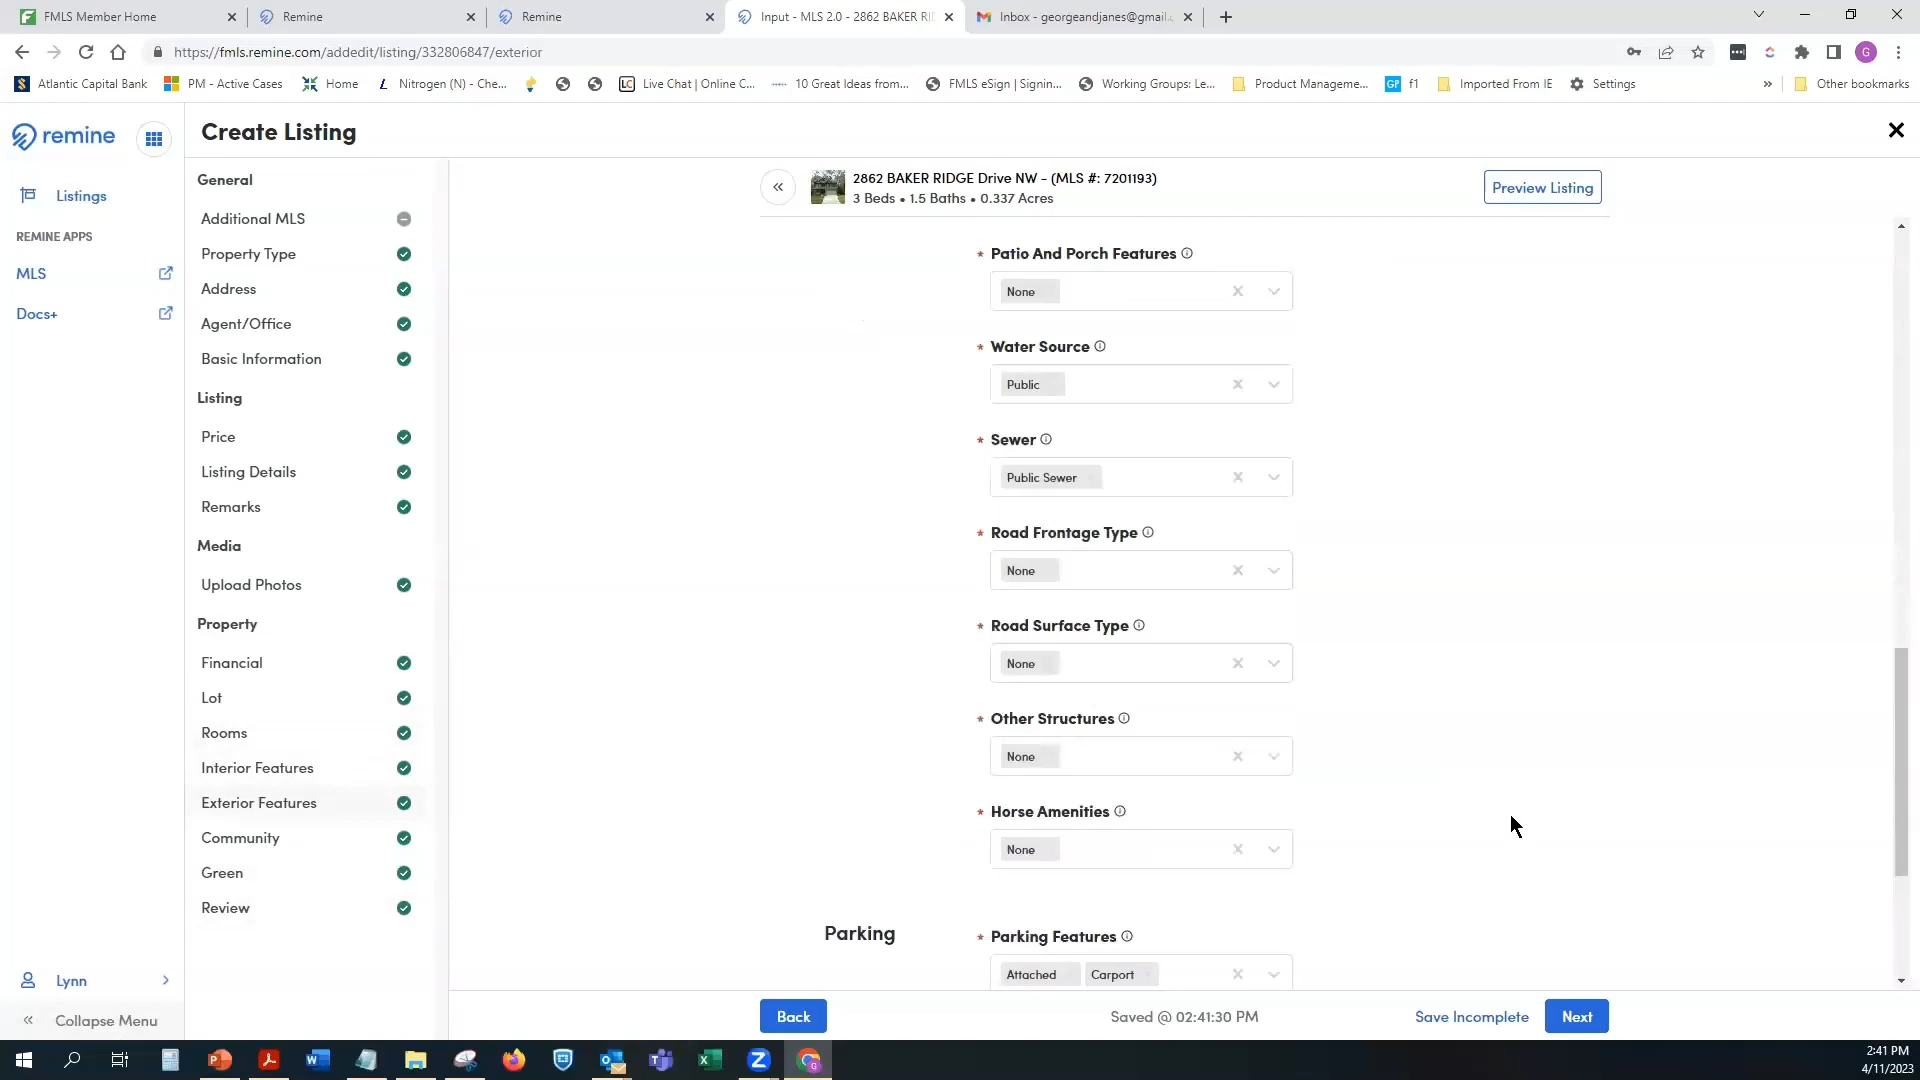 FMLS Member Home
Remine
Remine
Input - MLS 2.0 - 2862 BAKER RI
Inbox - georgeandjanes@gmail.
https://fmls.remine.com/addedit/listing/332806847/exterior
G
Atlantic Capital Bank
PM - Active Cases
Home
Nitrogen (N) - Che...
LC Live Chat | Online C...
10 Great Ideas from...
FMLS eSign | Signin...
Working Groups: Le...
Product Manageme...
GP f1
Imported From IE
Settings
»
Other bookmarks
remine
Create Listing
Listings
REMINE APPS
MLS
Docs+
Lynn
Collapse Menu
General
Additional MLS
Property Type
Address
Agent/Office
Basic Information
Listing
Price
Listing Details
Remarks
Media
Upload Photos
Property
Financial
Lot
Rooms
Interior Features
Exterior Features
Community
Green
Review
2862 BAKER RIDGE Drive NW - (MLS #: 7201193)
3 Beds • 1.5 Baths • 0.337 Acres
Preview Listing
* Patio And Porch Features
None
* Water Source
Public
* Sewer
Public Sewer
* Road Frontage Type
None
* Road Surface Type
None
* Other Structures
None
* Horse Amenities
None
Parking
* Parking Features
Attached Carport
Back
Saved @ 02:41:30 PM
Save Incomplete
Next
2:41 PM
4/11/2023